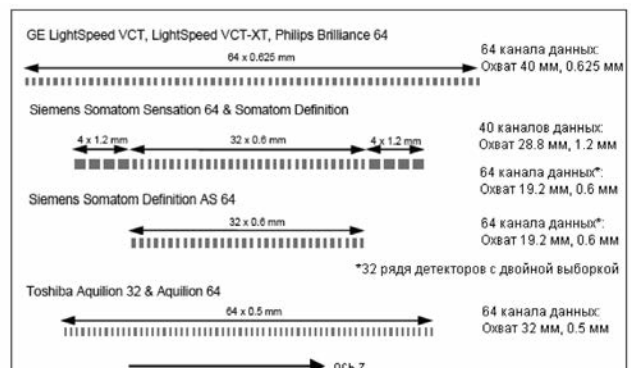 GE LightSpeed VCT, LightSpeed VCT-XT, Philips Brilliance 64
64 x 0.625 mm
64 канала данных:
Охват 40 мм, 0.625 мм
Siemens Somatom Sensation 64 & Somatom Definition
4 x 1.2 mm
32 x 0.6 mm
4 x 1.2 mm
40 каналов данных:
Охват 28.8 мм, 1.2 мм
64 канала данных*:
Охват 19.2 мм, 0.6 мм
Siemens Somatom Definition AS 64
32 x 0.6 mm
64 канала данных*:
Охват 19.2 мм, 0.6 мм
*32 рядя детекторов с двойной выборкой
Toshiba Aquilion 32 & Aquilion 64
64 x 0.5 mm
64 канала данных:
Охват 32 мм, 0.5 мм